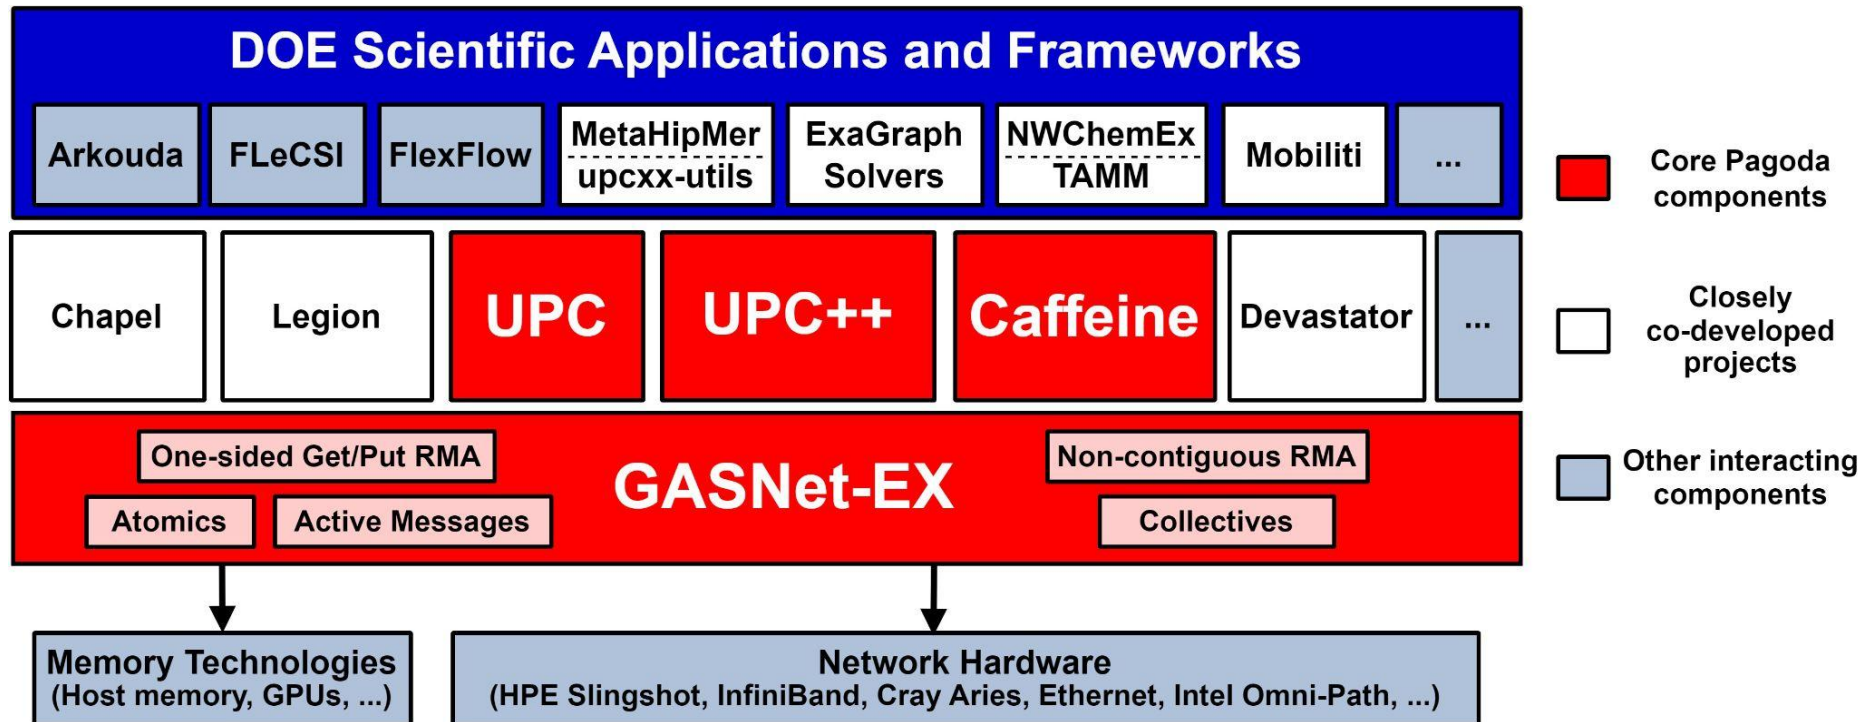 DOE Scientific Applications and Frameworks
Arkouda
FLeCSI
FlexFlow
MetaHipMer
upcxx-utils
ExaGraph
Solvers
NWChemEx
TAMM
Mobiliti
...
Chapel
Legion
UPC
UPC++
Caffeine
Devastator
...
One-sided Get/Put RMA
Atomics
Active Messages
GASNet-EX
Non-contiguous RMA
Collectives
Memory Technologies
(Host memory, GPUs, ...)
Network Hardware
(HPE Slingshot, InfiniBand, Cray Aries, Ethernet, Intel Omni-Path, ...)
Core Pagoda
components
Closely
co-developed
projects
Other interacting
components